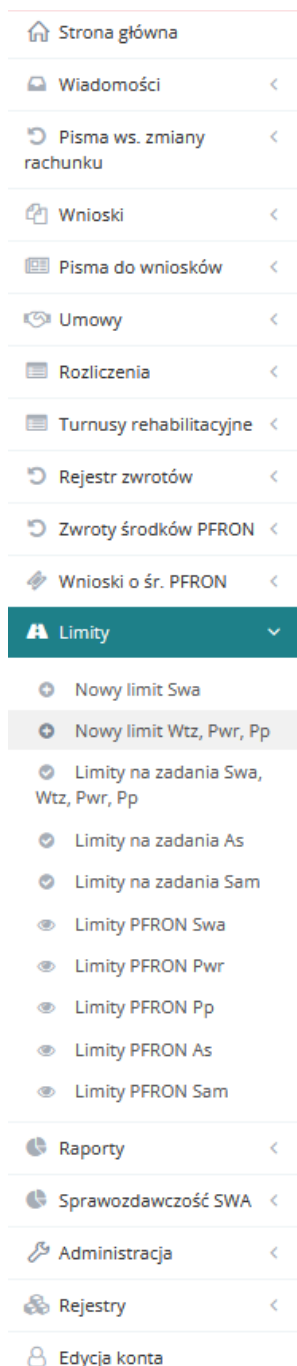 Strona główna
Wiadomości
Pisma ws. zmiany
rachunku
Wnioski
Pisma do wniosków
Umowy
Rozliczenia
Turnusy rehabilitacyjne
Rejestr zwrotów
Zwroty środków PFRON
Wnioski o śr. PFRON
Limity
Nowy limit Swa
Nowy limit Wtz, Pwr, Pp
Limity na zadania Swa,
Wtz, Pwr, Pp
Limity na zadania As
Limity na zadania Sam
Limity PFRON Swa
Limity PFRON Pwr
Limity PFRON Pp
Limity PFRON As
Limity PFRON Sam
Raporty
Sprawozdawczość SWA
Administracja
Rejestry
Edycja konta